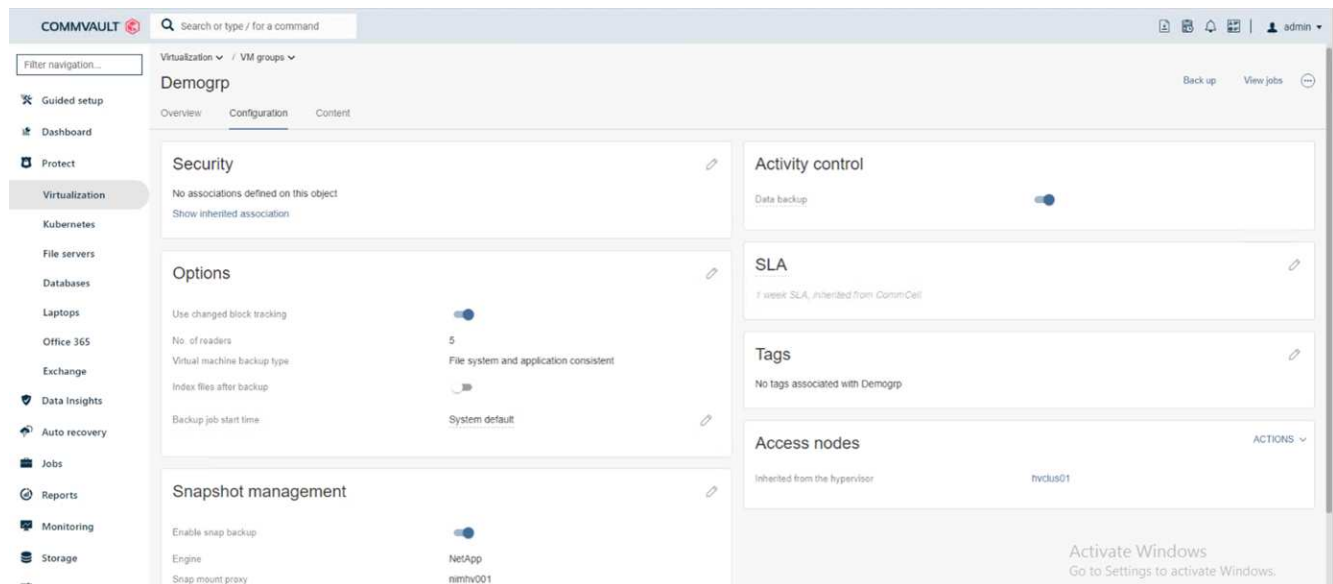 COMMVAULT
Search or type / for a command
admin
Filter navigation...
Guided setup
Dashboard
Protect
Virtualization
Kubernetes
File servers
Databases
Laptops
Office 365
Exchange
Data Insights
Auto recovery
Jobs
Reports
Monitoring
Storage
Virtualization / VM groups
Demogrp
Back up View jobs
Overview Configuration Content
Security
No associations defined on this object
Show inherited association
Options
Use changed block tracking
No. of readers 5
Virtual machine backup type File system and application consistent
Index files after backup
Backup job start time System default
Snapshot management
Enable snap backup
Engine NetApp
Snap mount proxy nimhv001
Activity control
Data backup
SLA
1 week SLA, inherited from CommCell
Tags
No tags associated with Demogrp
Access nodes ACTIONS
Inherited from the hypervisor hvclus01
Activate Windows
Go to Settings to activate Windows.